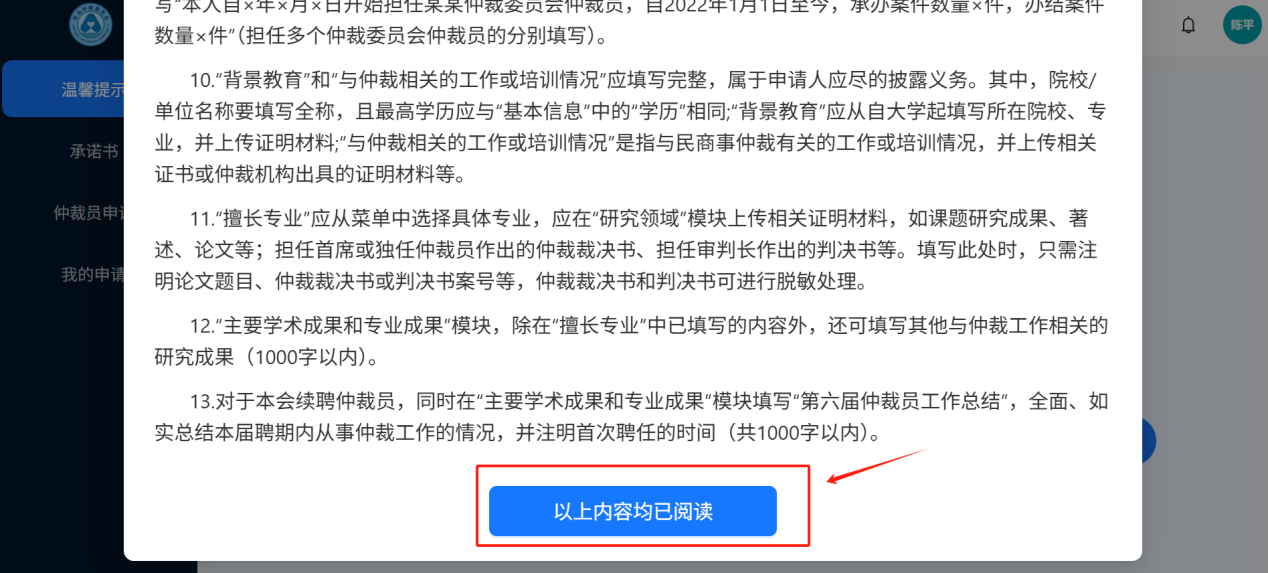 写“本人自×年×月×日开始担任某某仲裁委员会仲裁员，自2022年1月1日至今，承办案件数量×件，办结案件
数量×件”（担任多个仲裁委员会仲裁员的分别填写）。
陈平
10.“背景教育”和“与仲裁相关的工作或培训情况”应填写完整，属于申请人应尽的披露义务。其中，院校/
温馨提示
单位名称要填写全称，且最高学历应与“基本信息”中的“学历”相同;“背景教育”应从自大学起填写所在院校、专
业，并上传证明材料;“与仲裁相关的工作或培训情况”是指与民商事仲裁有关的工作或培训情况，并上传相关
承诺书
证书或仲裁机构出具的证明材料等。
11.“擅长专业”应从菜单中选择具体专业，应在“研究领域”模块上传相关证明材料，如课题研究成果、著
仲裁员申请
述、论文等；担任首席或独任仲裁员作出的仲裁裁决书、担任审判长作出的判决书等。填写此处时，只需注
我的申请
明论文题目、仲裁裁决书或判决书案号等，仲裁裁决书和判决书可进行脱敏处理。
12.“主要学术成果和专业成果”模块，除在“擅长专业”中已填写的内容外，还可填写其他与仲裁工作相关的
研究成果（1000字以内）。
13.对于本会续聘仲裁员，同时在“主要学术成果和专业成果”模块填写“第六届仲裁员工作总结”，全面、如
实总结本届聘期内从事仲裁工作的情况，并注明首次聘任的时间（共1000字以内）。
以上内容均已阅读